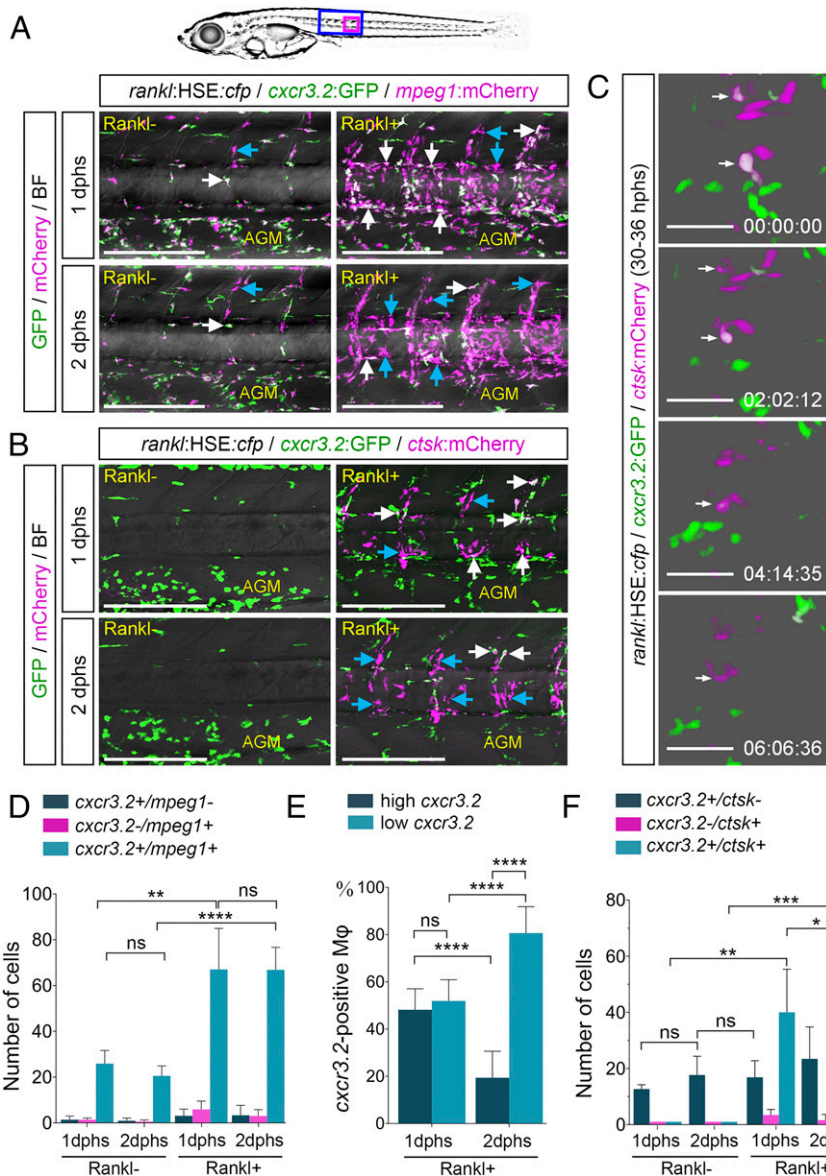 A
rankl:HSE:cfp / cxcr3.2:GFP / mpeg1:mCherry
GFP / mCherry / BF
1 dphs
2 dphs
Rankl-
AGM
Rankl+
AGM
Rankl-
AGM
Rankl+
AGM
B
rankl:HSE:cfp / cxcr3.2:GFP / ctsk:mCherry
GFP / mCherry / BF
1 dphs
2 dphs
Rankl-
AGM
Rankl+
AGM
Rankl-
AGM
Rankl+
AGM
C
rankl:HSE:cfp / cxcr3.2:GFP / ctsk:mCherry (30-36 hphs)
00:00:00
02:02:12
04:14:35
06:06:36
D
cxcr3.2+/mpeg1-
cxcr3.2-/mpeg1+
cxcr3.2+/mpeg1+
Number of cells
100
80
60
40
20
0
**
ns
****
ns
1dphs 2dphs 1dphs 2dphs
Rankl- Rankl+
E
high cxcr3.2
low cxcr3.2
%
cxcr3.2-positive Mφ
100
80
60
40
20
0
****
****
ns
****
1dphs 2dphs
Rankl+
F
cxcr3.2+/ctsk-
cxcr3.2-/ctsk+
cxcr3.2+/ctsk+
Number of cells
80
60
40
20
0
***
*
**
ns
ns
1dphs 2dphs 1dphs
Rankl-